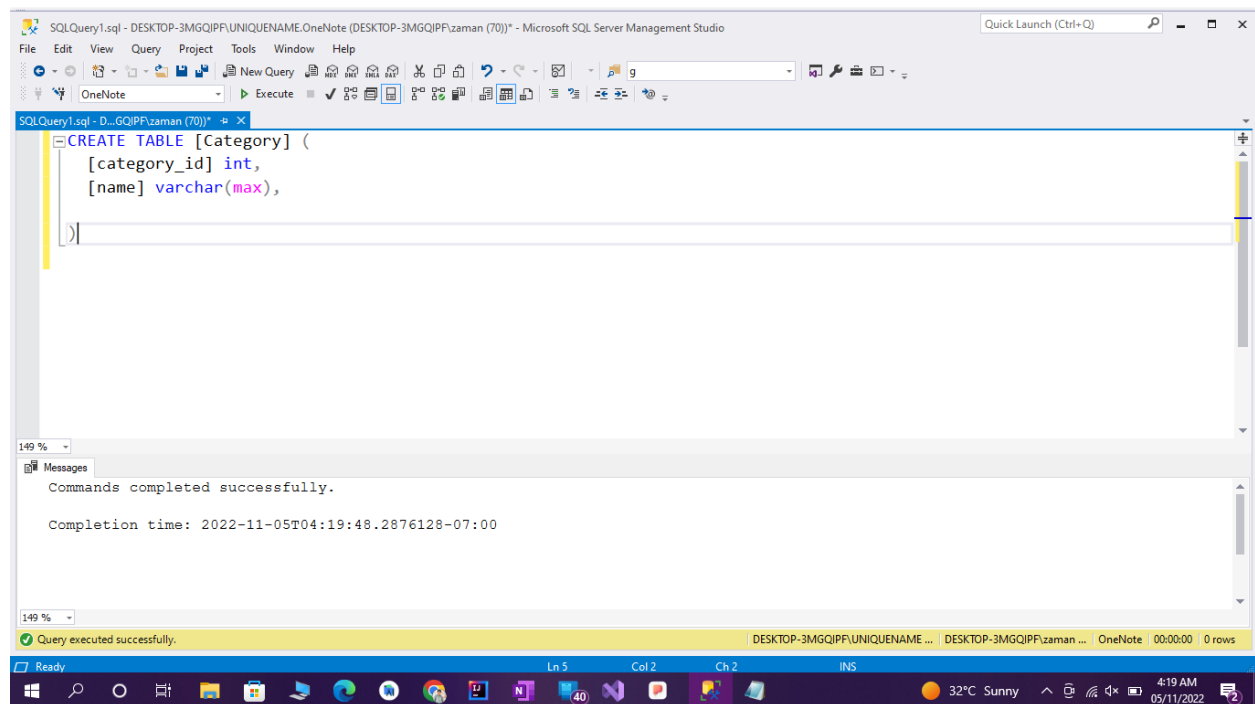 SQLQuery1.sql - DESKTOP-3MGQIPF\UNIQUENAME.OneNote (DESKTOP-3MGQIPF\zaman (70))* - Microsoft SQL Server Management Studio
Quick Launch (Ctrl+Q)
File Edit View Query Project Tools Window Help
New Query MDX DMX XMLA DAX g
OneNote Execute
SQLQuery1.sql - D...GQIPF\zaman (70))*
CREATE TABLE [Category] (
[category_id] int,
[name] varchar(max),
)
149 %
Messages
Commands completed successfully.
Completion time: 2022-11-05T04:19:48.2876128-07:00
149 %
Query executed successfully. DESKTOP-3MGQIPF\UNIQUENAME ... DESKTOP-3MGQIPF\zaman ... OneNote 00:00:00 0 rows
Ready Ln 5 Col 2 Ch 2 INS
40 32°C Sunny 4:19 AM
05/11/2022 2